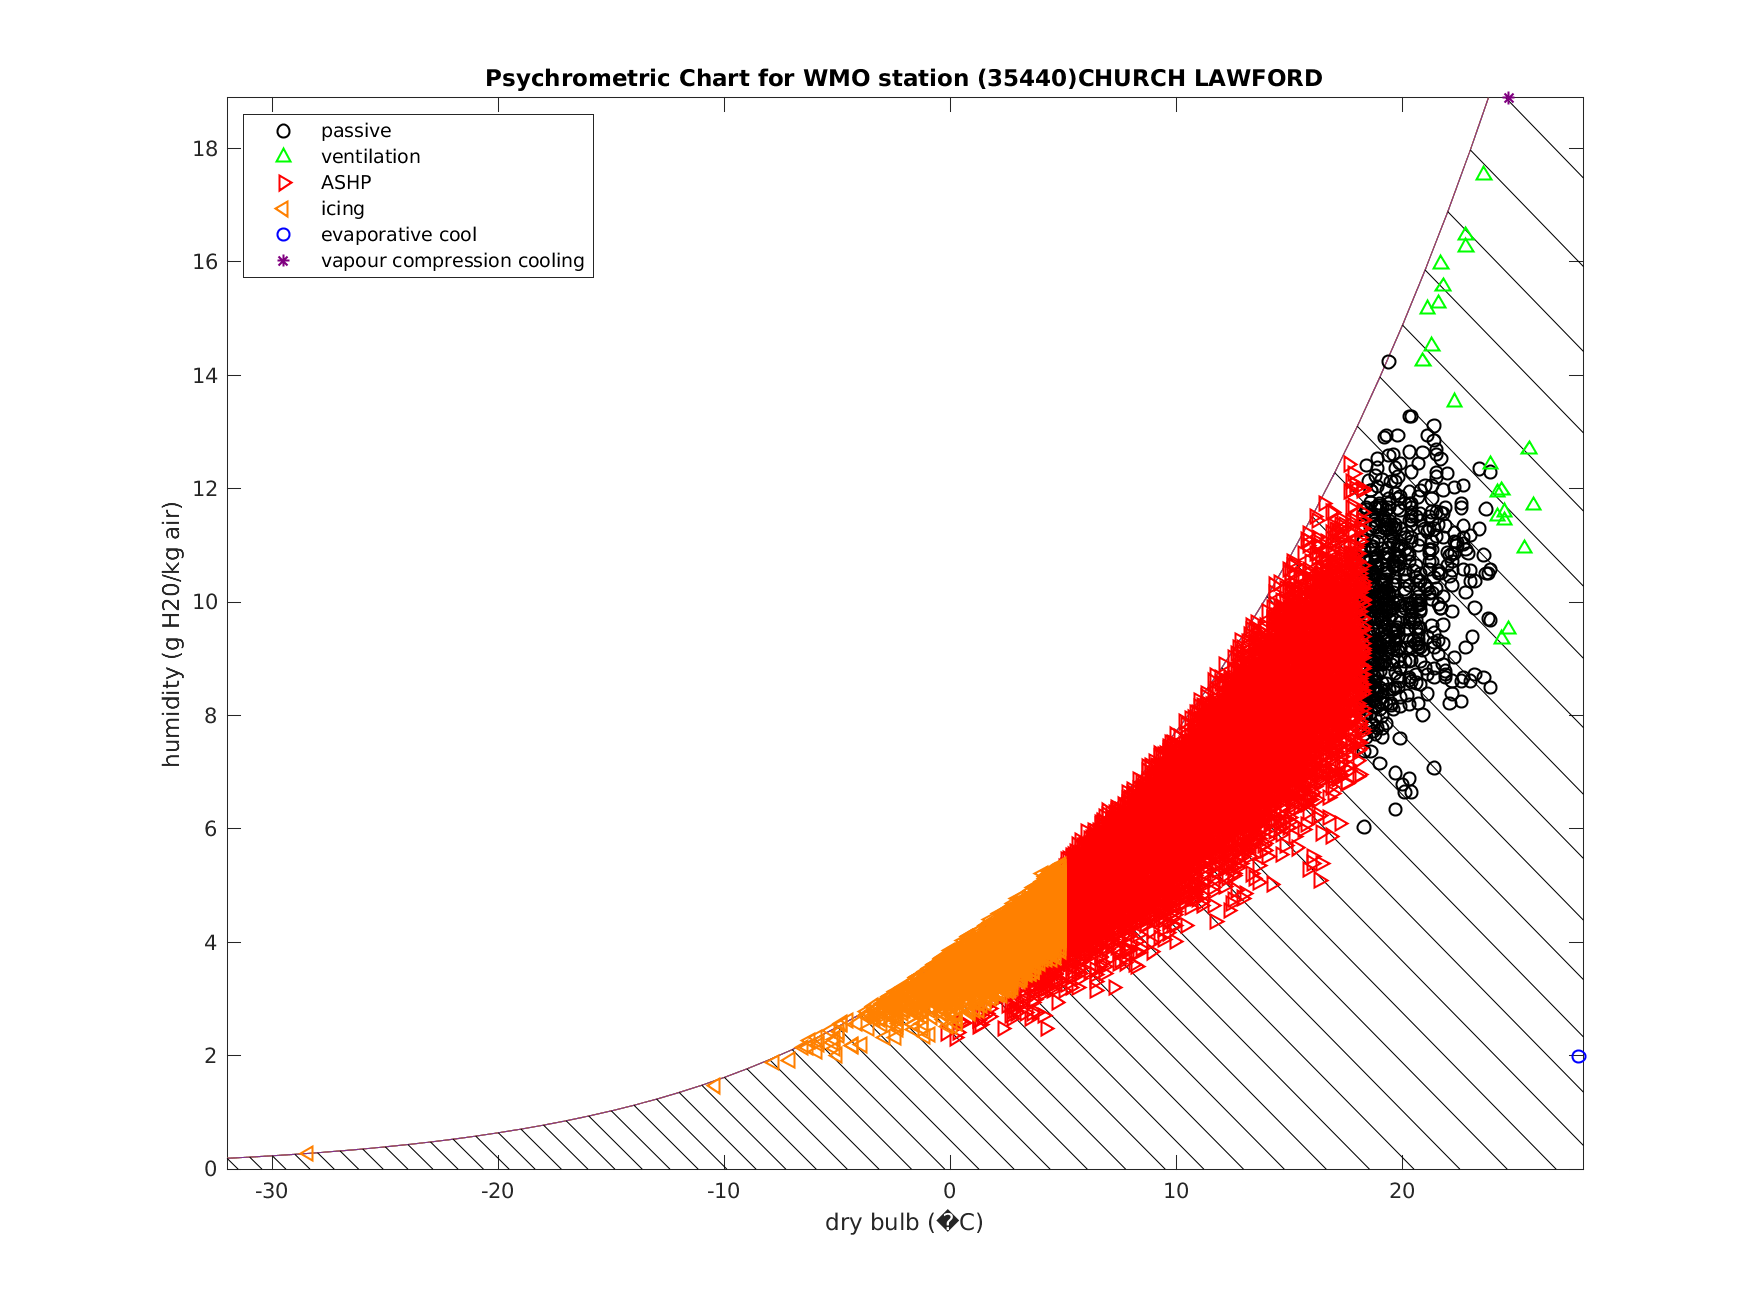 Psychrometric Chart for WMO station (35440)CHURCH LAWFORD
passive
ventilation
ASHP
icing
evaporative cool
vapour compression cooling
humidity (g H20/kg air)
18
16
14
12
10
8
6
4
2
0
-30 -20 -10 0 10 20
dry bulb (�C)